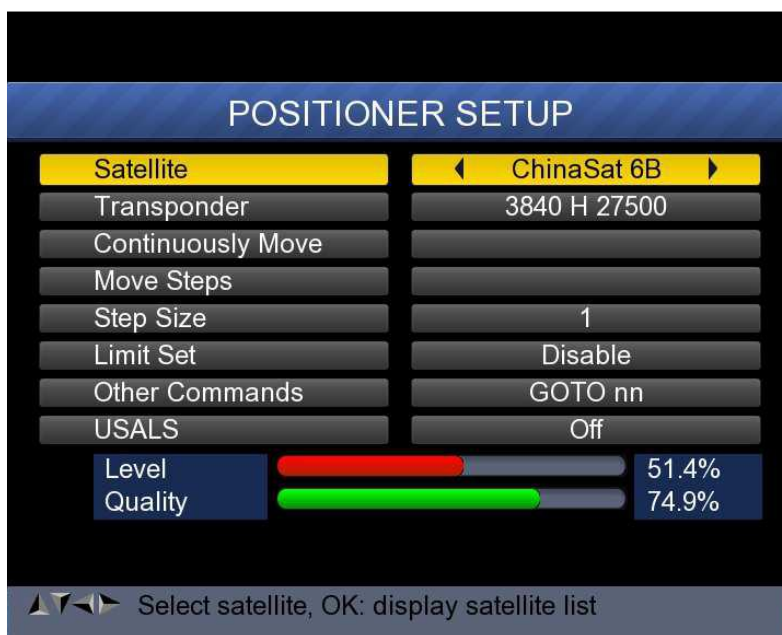 POSITIONER SETUP
Satellite ChinaSat 6B
Transponder 3840 H 27500
Continuously Move
Move Steps
Step Size 1
Limit Set Disable
Other Commands GOTO nn
USALS Off
Level 51.4%
Quality 74.9%
Select satellite, OK: display satellite list